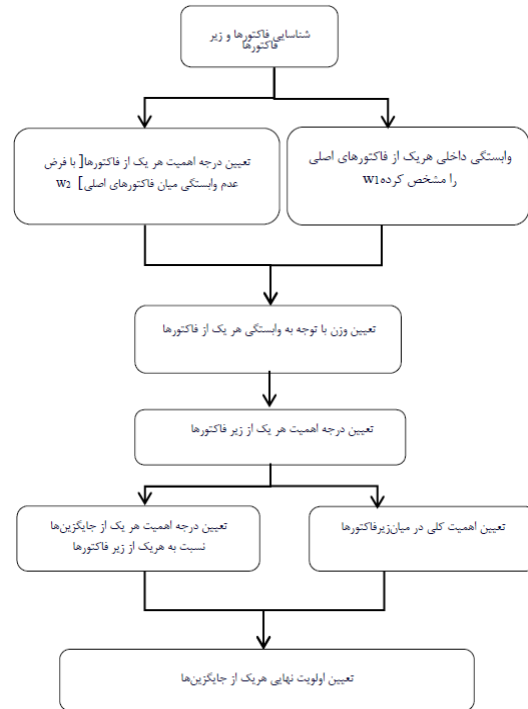 شناسایی فاکتورها و زیر
فاکتورها
وابستگی داخلی هریک از فاکتورهای اصلی
را مشخص کرده w1
تعیین درجه اهمیت هر یک از فاکتورها[ با فرض
عدم وابستگی میان فاکتورهای اصلی] w2
تعیین وزن با توجه به وابستگی هر یک از فاکتورها
تعیین درجه اهمیت هر یک از زیر فاکتورها
تعیین اهمیت کلی در میان‌زیرفاکتورها
تعیین درجه اهمیت هر یک از جایگزین‌ها
نسبت به هریک از زیر فاکتورها
تعیین اولویت نهایی هریک از جایگزین‌ها